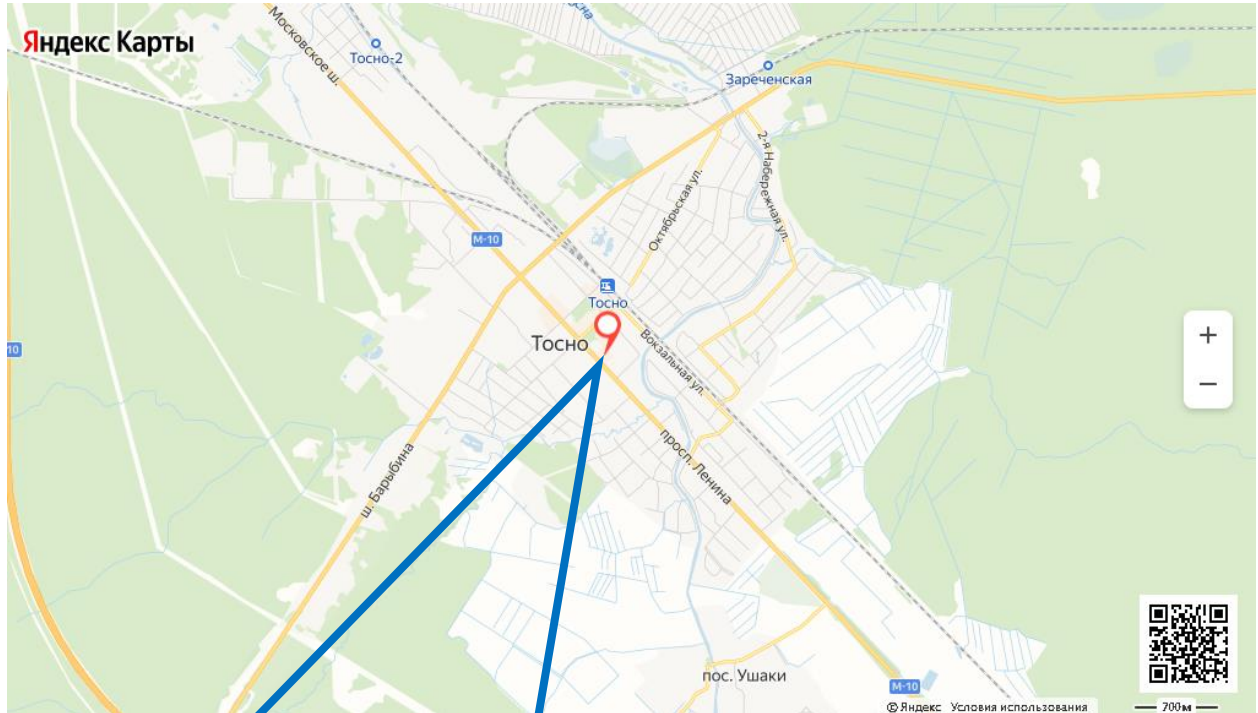 Яндекс Карты
Московское ш.
Тосно-2
сна
Зареченская
2-я Набережная ул.
Октябрьская ул.
М-10
Тосно
Тосно
Вокзальная ул.
10
+
−
просп. Ленина
ш. Барыбина
пос. Ушаки
М-10
© Яндекс Условия использования
700 м